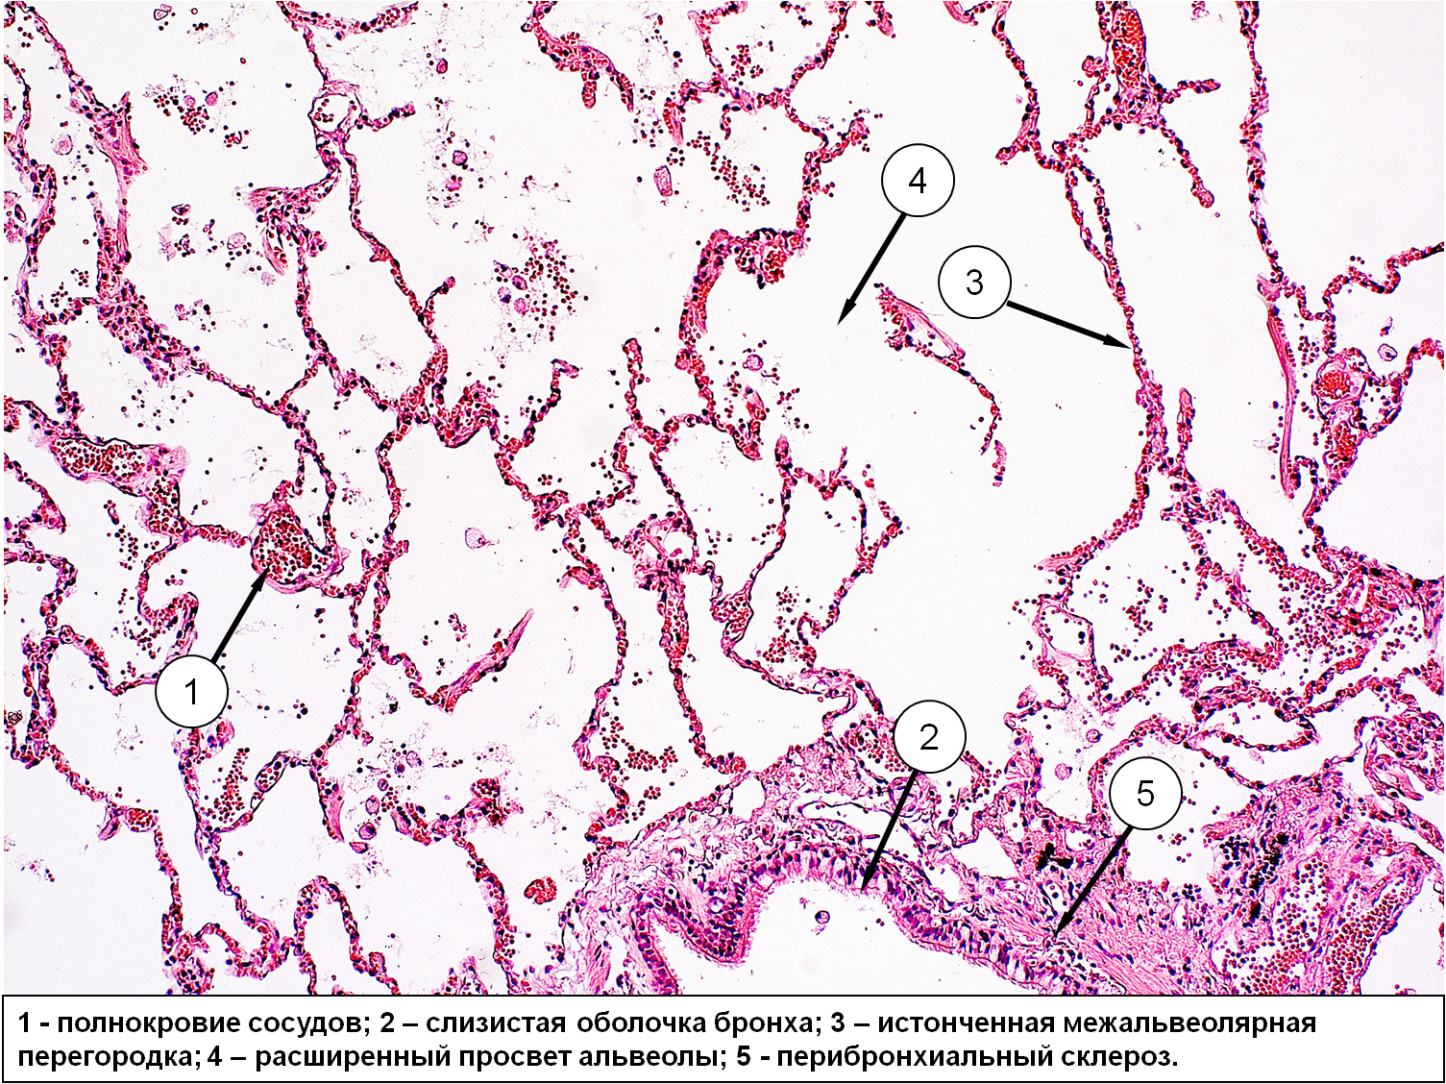 4
3
1
2
5
1 - полнокровие сосудов; 2 – слизистая оболочка бронха; 3 – истонченная межальвеолярная
перегородка; 4 – расширенный просвет альвеолы; 5 - перибронхиальный склероз.